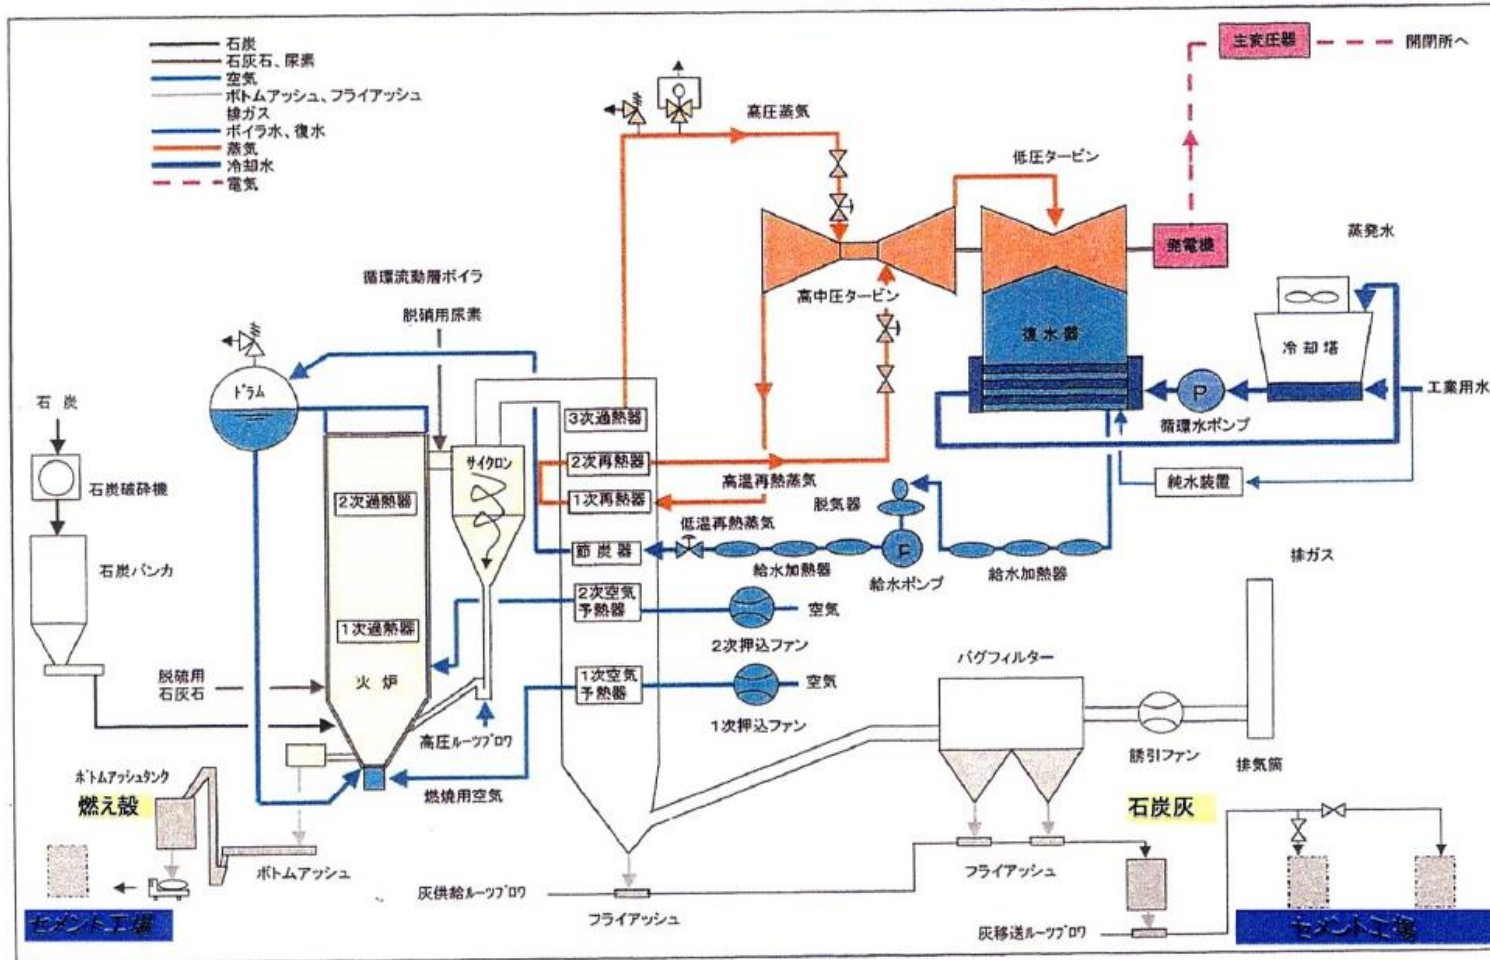 石炭
石灰石、尿素
空気
ボトムアッシュ、フライアッシュ
排ガス
ボイラ水、復水
蒸気
冷却水
電気
主変圧器
開閉所へ
高圧蒸気
低圧タービン
発電機
蒸発水
循環流動層ボイラ
脱硝用尿素
高中圧タービン
復水器
冷却塔
ドラム
石 炭
3次過熱器
P
工業用水
循環水ポンプ
サイクロン
2次再熱器
高温再熱蒸気
石炭破砕機
2次過熱器
1次再熱器
脱気器
純水装置
低温再熱蒸気
節炭器
P
石炭バンカ
給水加熱器
給水ポンプ
給水加熱器
排ガス
2次空気
予熱器
空気
1次過熱器
2次押込ファン
バグフィルター
脱硫用
石灰石
火 炉
1次空気
予熱器
空気
高圧ルーツブロワ
1次押込ファン
誘引ファン
排気筒
ボトムアッシュタンク
燃え殻
燃焼用空気
石炭灰
ボトムアッシュ
フライアッシュ
灰供給ルーツブロワ
フライアッシュ
セメント工場
灰移送ルーツブロワ
セメント工場